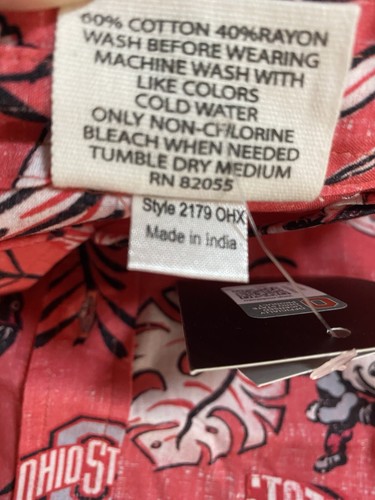 60% COTTON 40%RAYON
WASH BEFORE WEARING
MACHINE WASH WITH
LIKE COLORS
COLD WATER
ONLY NON-CHLORINE
BLEACH WHEN NEEDED
TUMBLE DRY MEDIUM
RN 82055
Style 2179 OHX
Made in India
OHIO ST